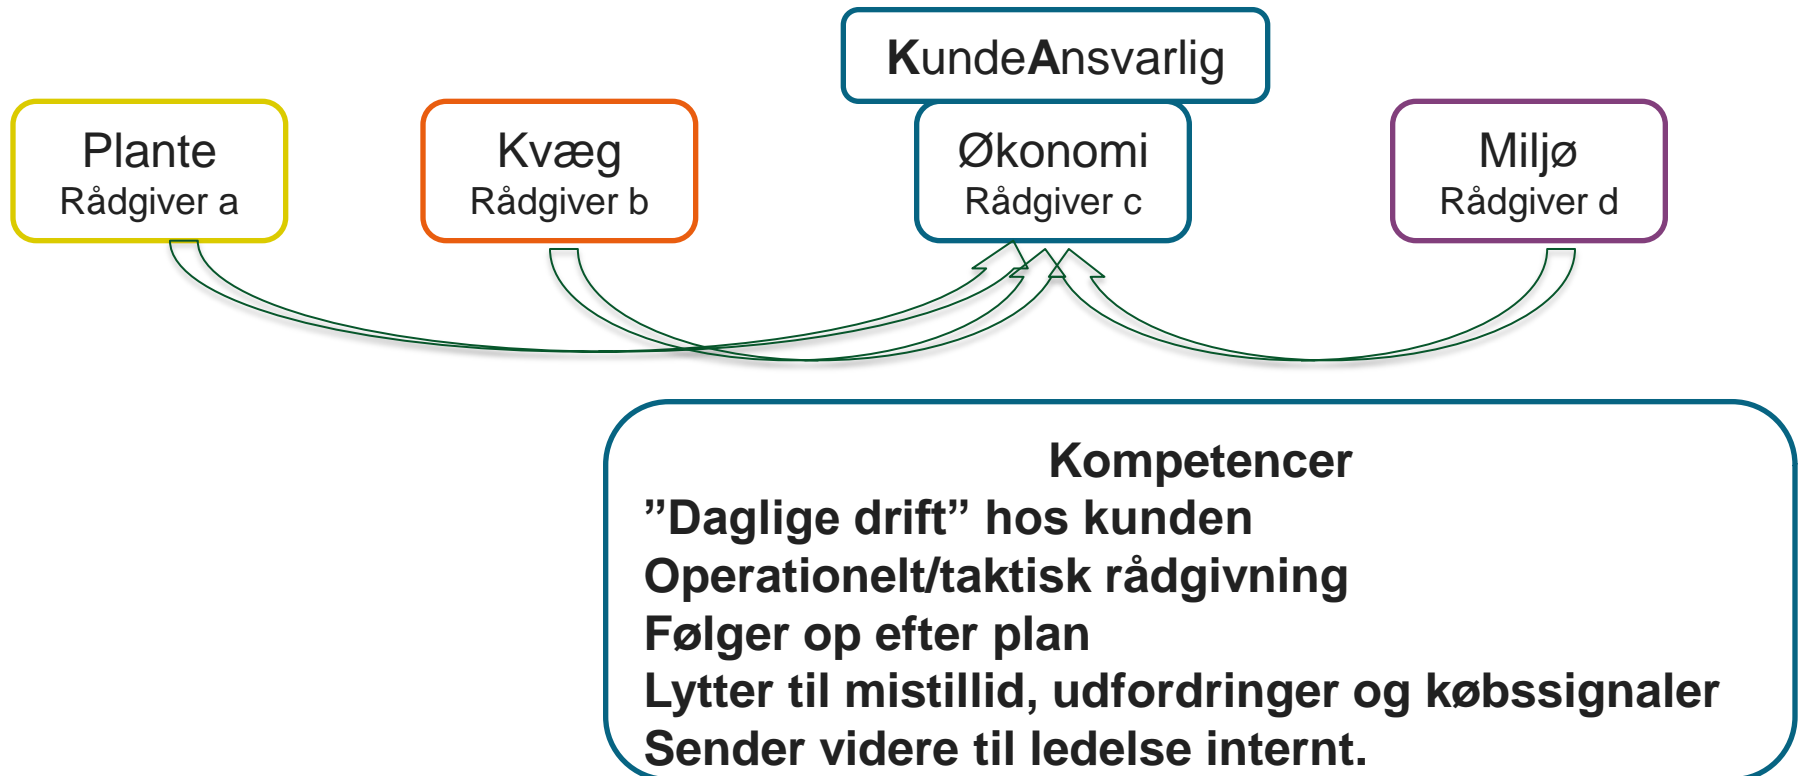 KundeAnsvarlig
Plante
Rådgiver a
Kvæg
Rådgiver b
Økonomi
Rådgiver c
Miljø
Rådgiver d
Kompetencer
”Daglige drift” hos kunden
Operationelt/taktisk rådgivning
Følger op efter plan
Lytter til mistillid, udfordringer og købssignaler
Sender videre til ledelse internt.